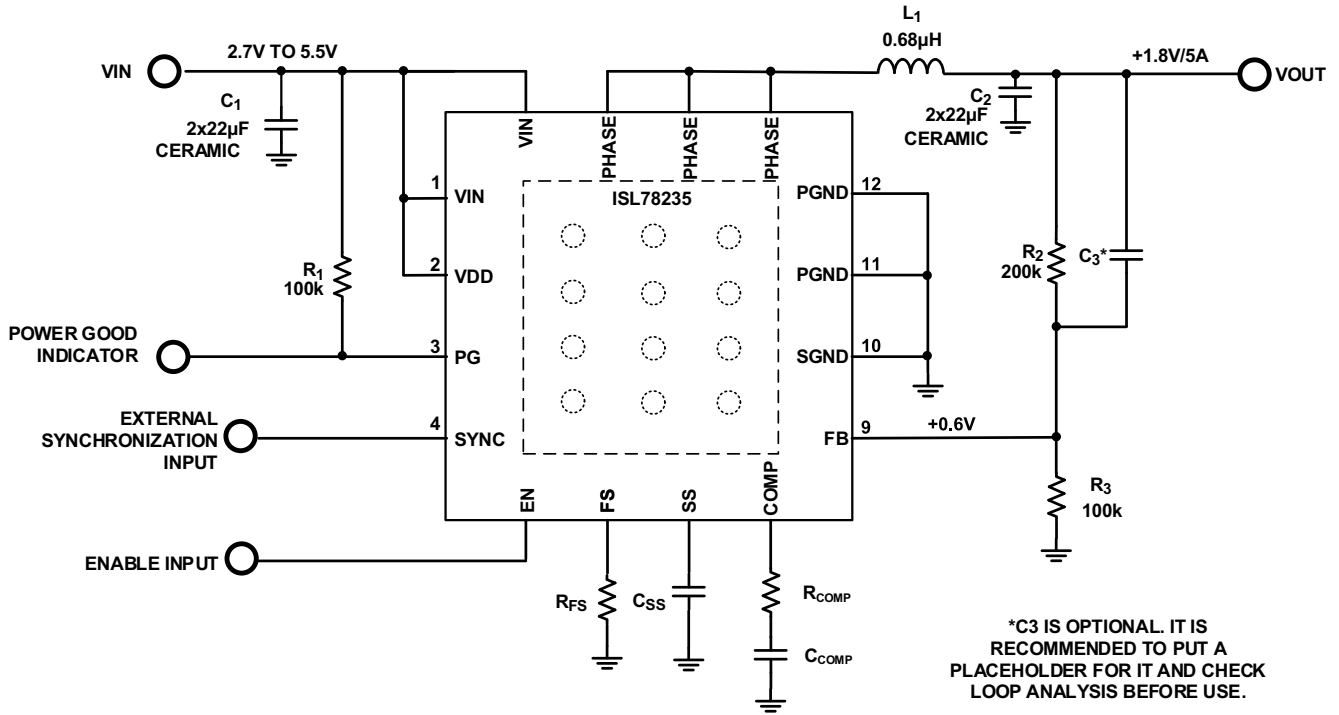 L1
0.68µH
VIN
2.7V TO 5.5V
+1.8V/5A
VOUT
C1
2x22µF
CERAMIC
C2
2x22µF
CERAMIC
VIN
PHASE
PHASE
PHASE
ISL78235
1
VIN
2
VDD
3
PG
4
SYNC
12
PGND
11
PGND
10
SGND
9
FB
+0.6V
R1
100k
R2
200k
C3*
R3
100k
POWER GOOD
INDICATOR
EXTERNAL
SYNCHRONIZATION
INPUT
ENABLE INPUT
EN
FS
SS
COMP
RFS
CSS
RCOMP
CCOMP
*C3 IS OPTIONAL. IT IS
RECOMMENDED TO PUT A
PLACEHOLDER FOR IT AND CHECK
LOOP ANALYSIS BEFORE USE.